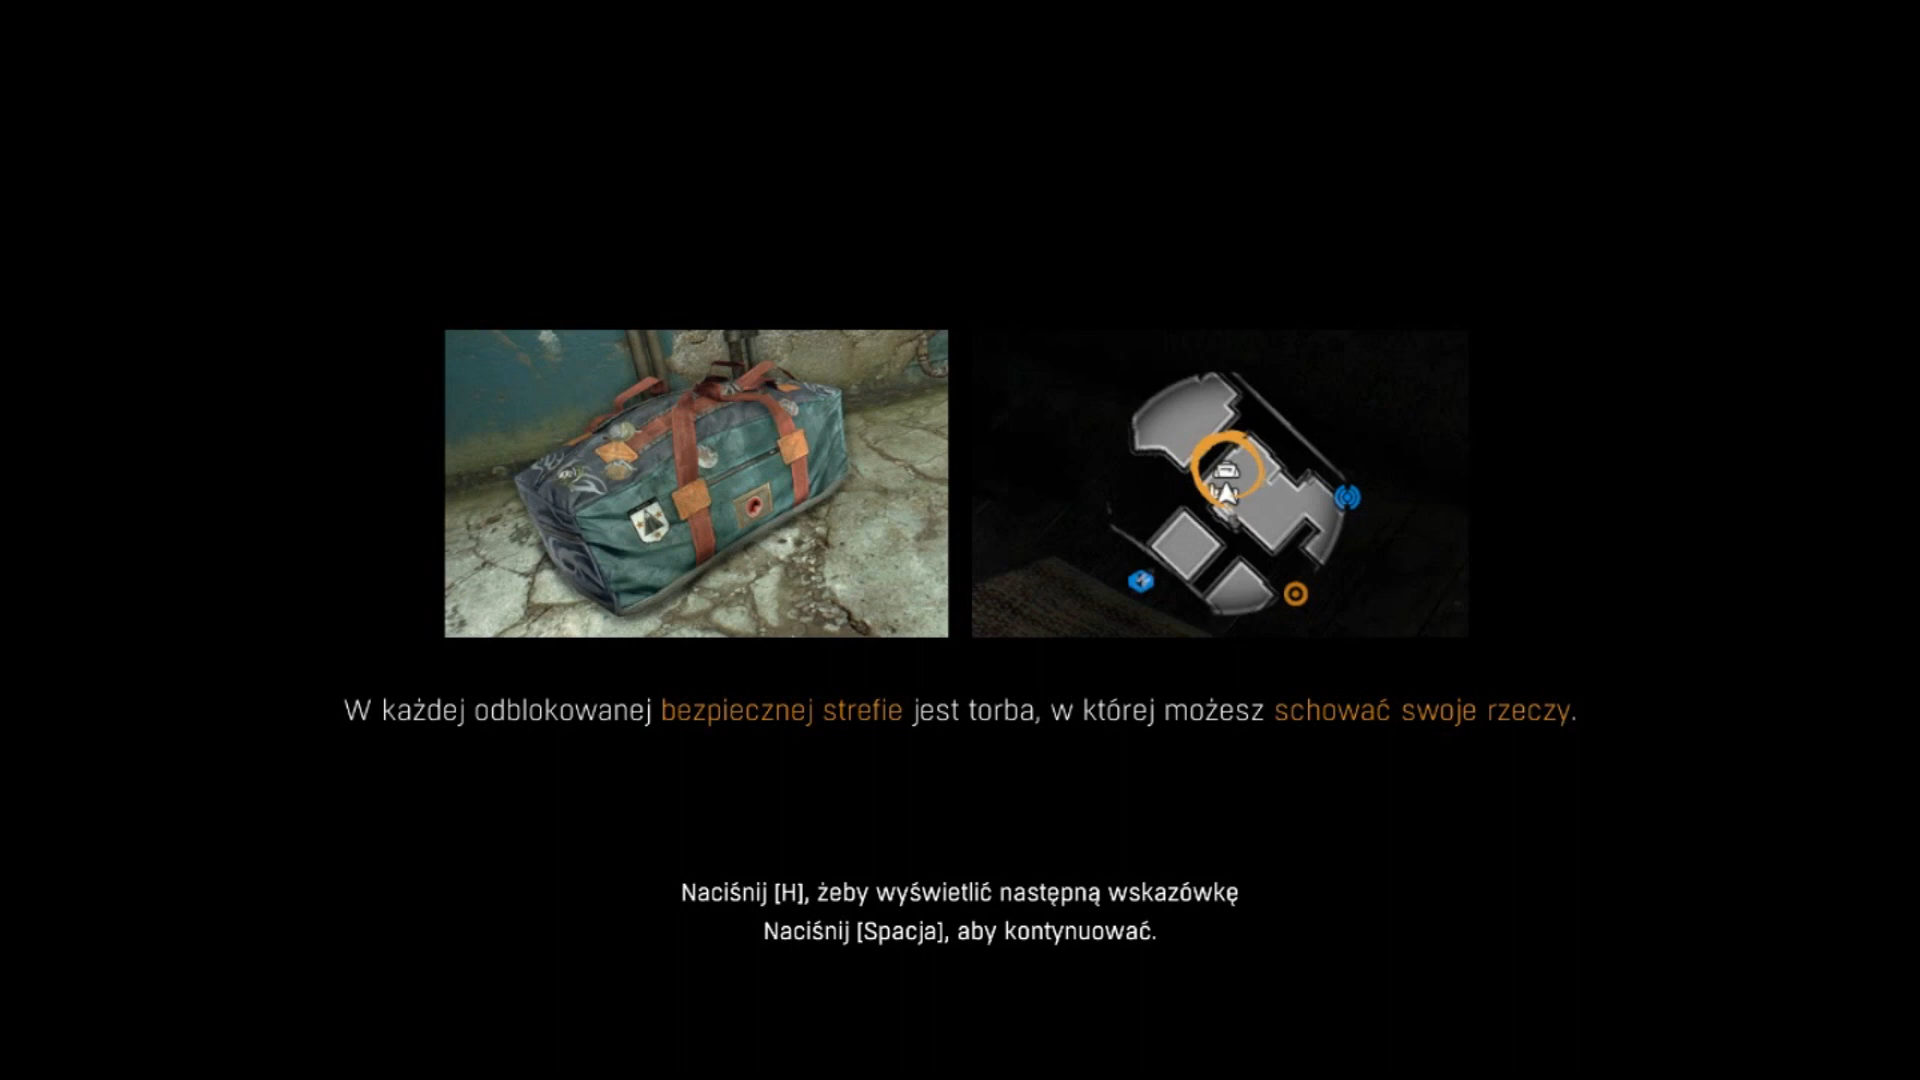 W każdej odblokowanej bezpiecznej strefie jest torba, w której możesz schować swoje rzeczy.
Naciśnij [H], żeby wyświetlić następną wskazówkę
Naciśnij [Spacja], aby kontynuować.